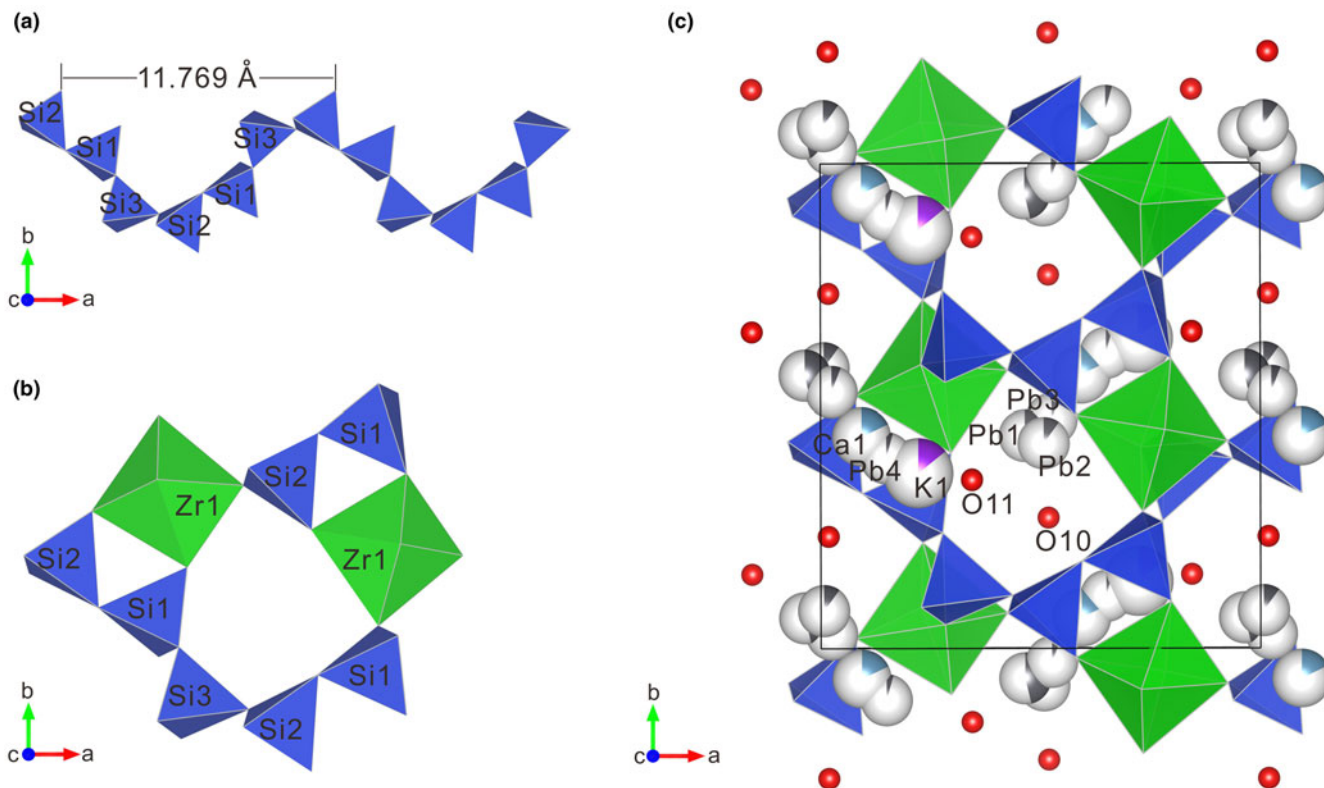 (a)
11.769 Å
Si2
Si1
Si3
Si2
Si1
Si3
b
c
a
(b)
Si1
Si2
Zr1
Zr1
Si2
Si1
Si3
Si2
Si1
b
c
a
(c)
Pb3
Pb1
Pb2
Ca1
Pb4
K1
O11
O10
b
c
a